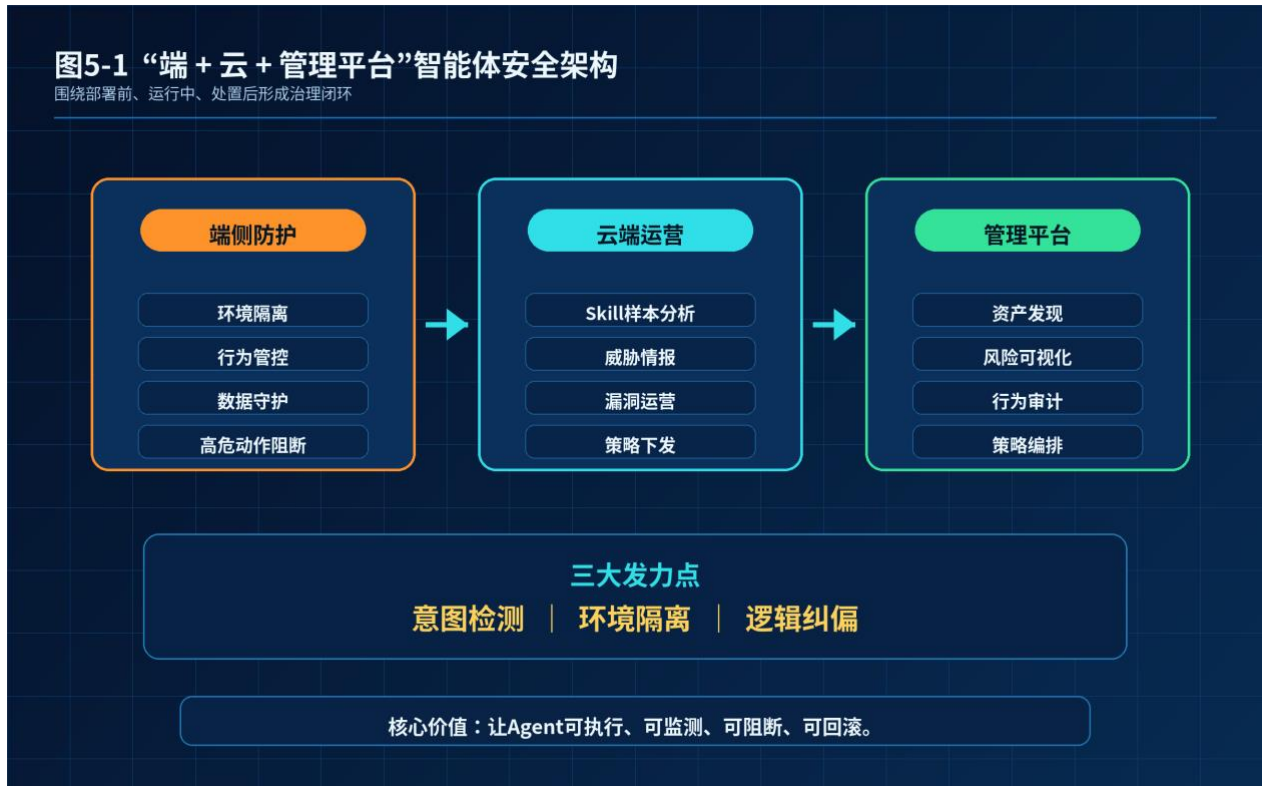 图5-1 “端 + 云 + 管理平台”智能体安全架构
围绕部署前、运行中、处置后形成治理闭环
端侧防护
环境隔离
行为管控
数据守护
高危动作阻断
云端运营
Skill样本分析
威胁情报
漏洞运营
策略下发
管理平台
资产发现
风险可视化
行为审计
策略编排
三大发力点
意图检测 ｜ 环境隔离 ｜ 逻辑纠偏
核心价值：让Agent可执行、可监测、可阻断、可回滚。